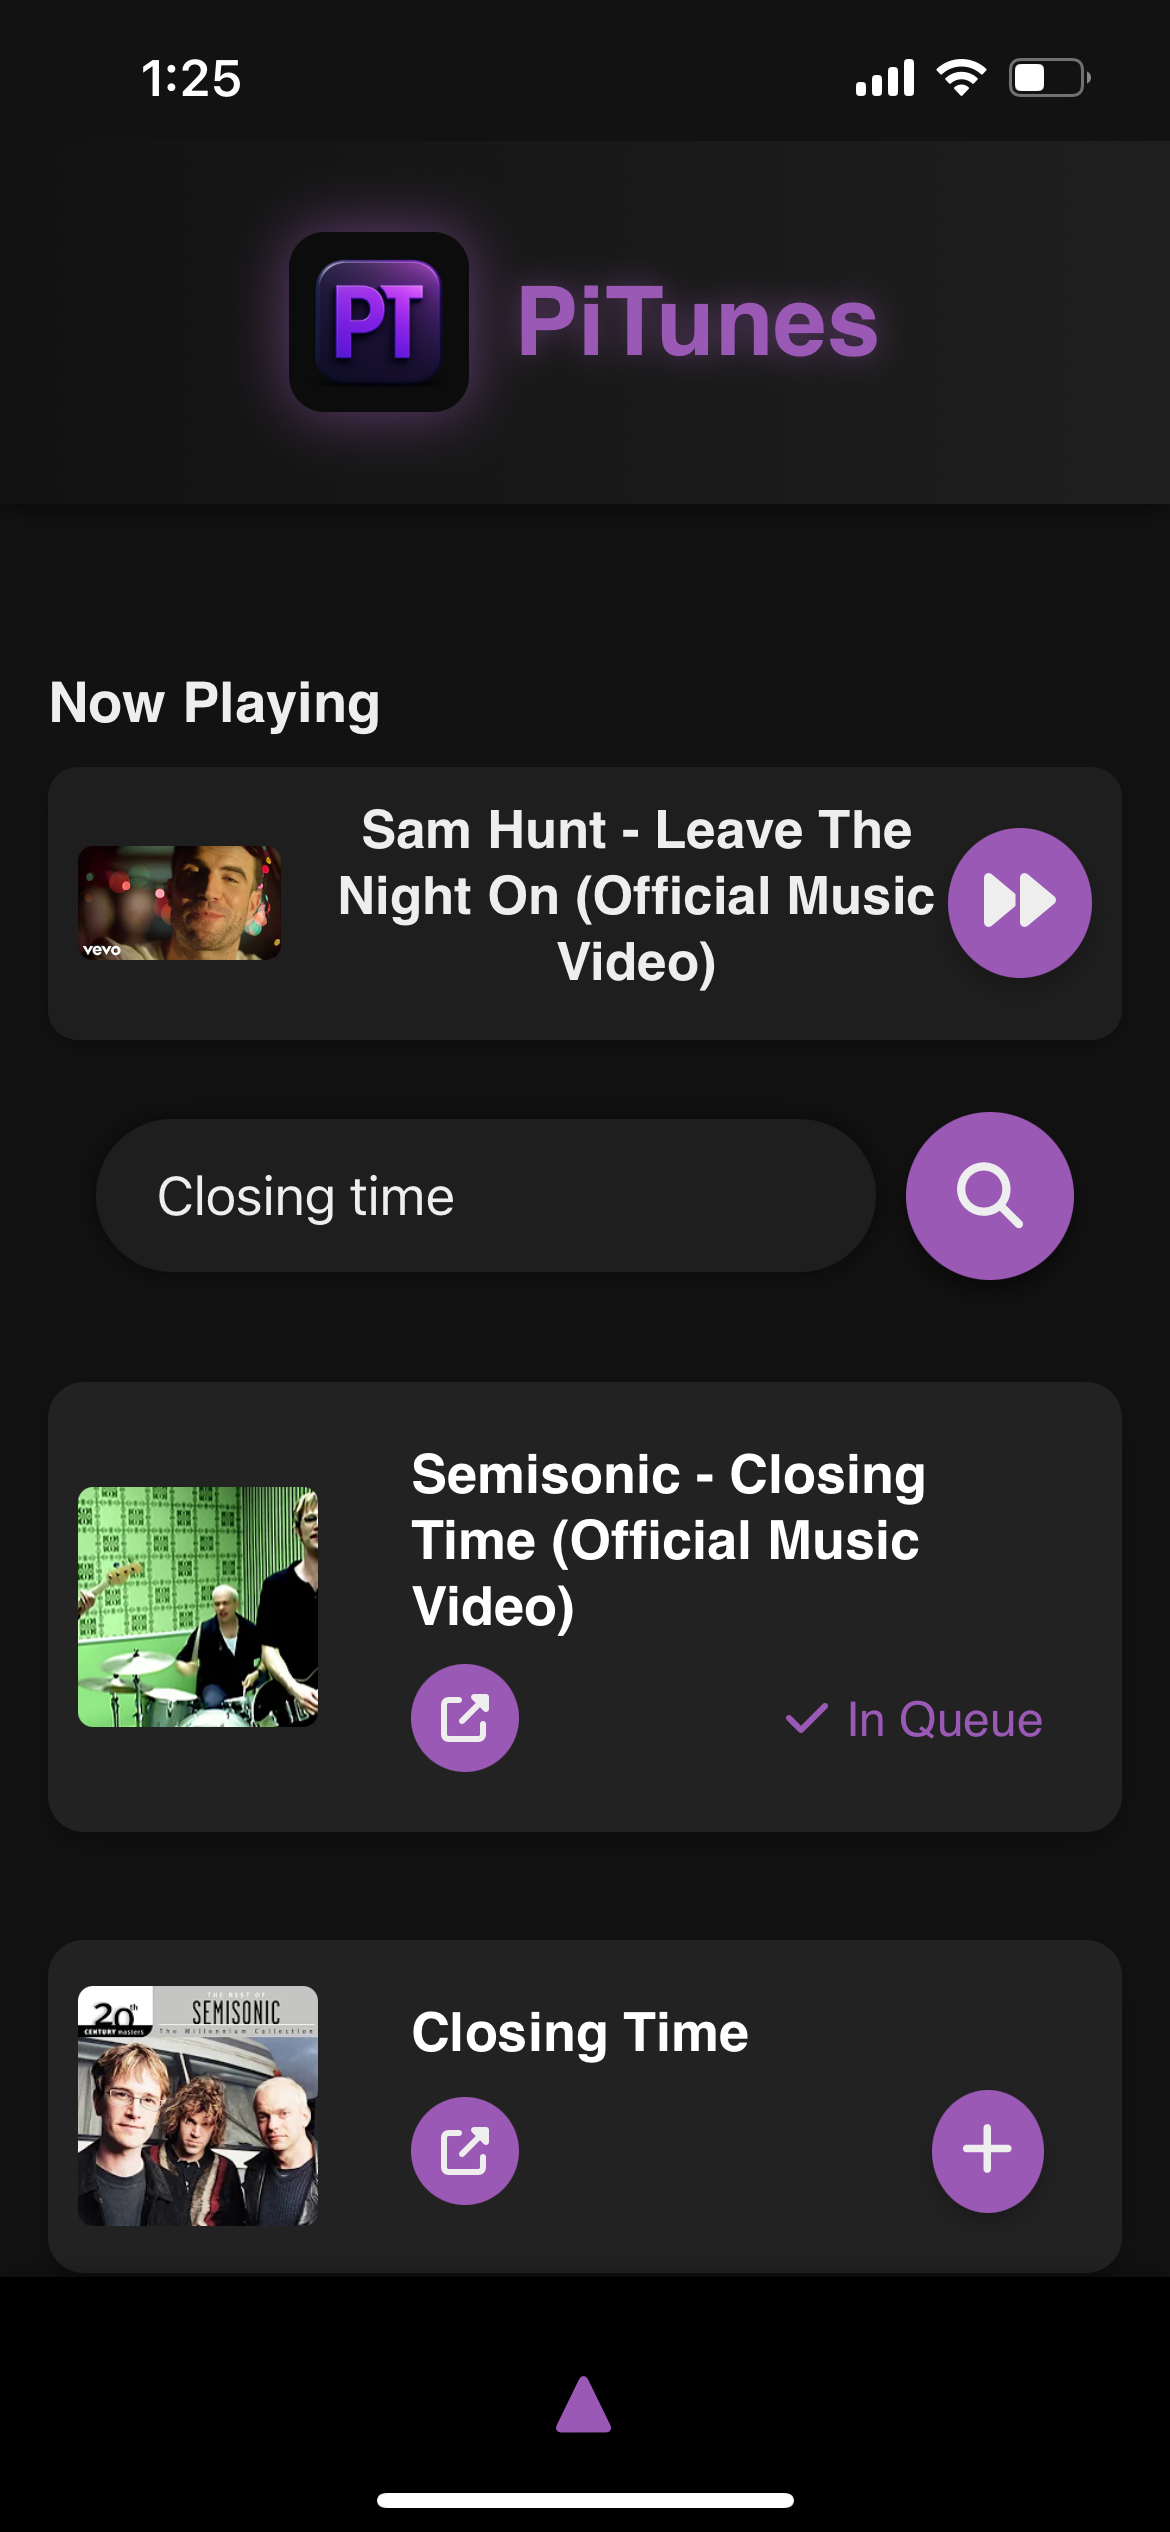 1:25
PT
PiTunes
Now Playing
Sam Hunt - Leave The
Night On (Official Music
Video)
vevo
Closing time
Semisonic - Closing
Time (Official Music
Video)
In Queue
20th
CENTURY masters
THE BEST OF
SEMISONIC
The Millennium Collection
Closing Time